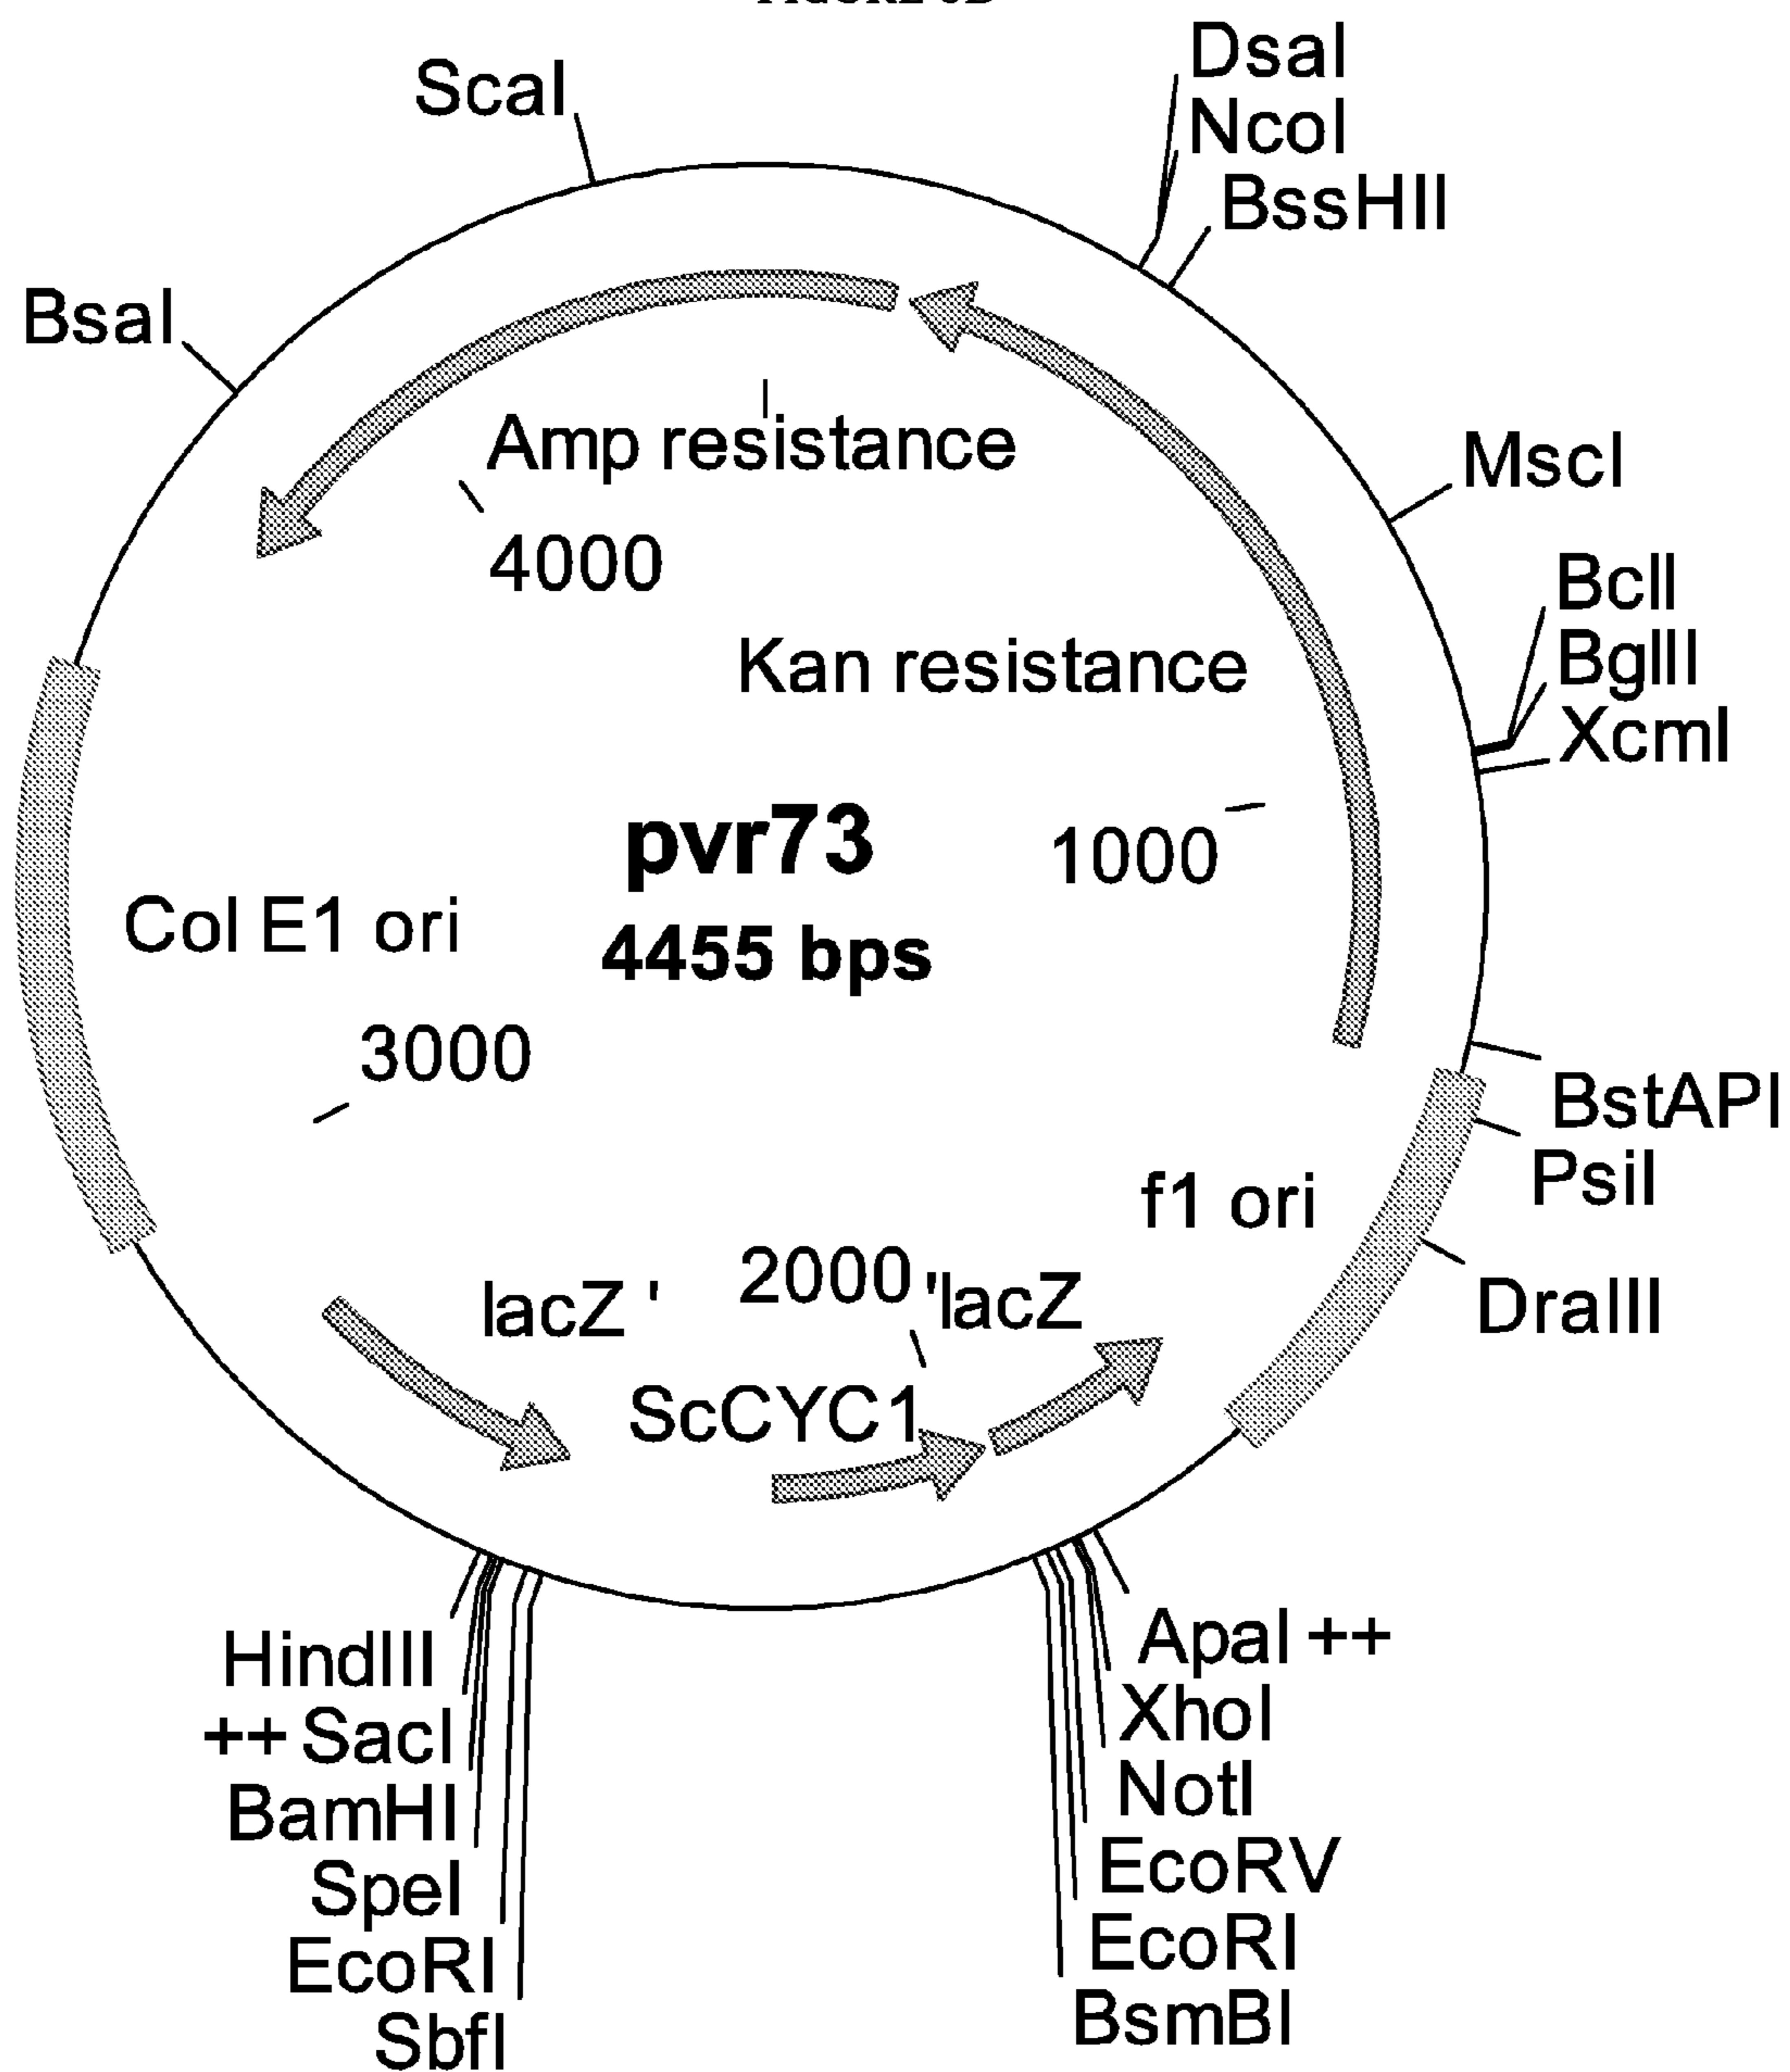 DsaI
ScaI
NcoI
BssHII
BsaI
Amp resistance
MscI
4000
BclI
Kan resistance
BglII
XcmI
pvr73
1000
Col E1 ori
4455 bps
3000
BstAPI
PsiI
f1 ori
2000
lacZ '
'lacZ
DraIII
ScCYC1
HindIII
++ SacI
BamHI
SpeI
EcoRI
SbfI
ApaI ++
XhoI
NotI
EcoRV
EcoRI
BsmBI